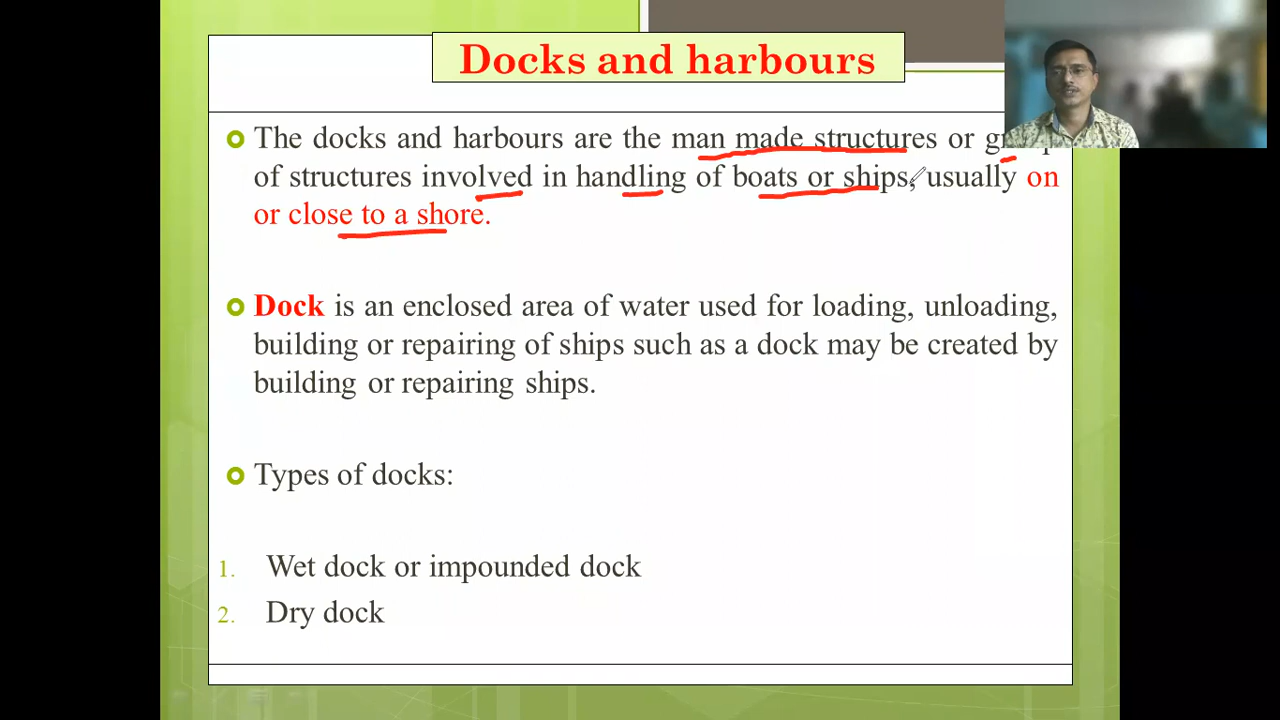 Docks and harbours
The docks and harbours are the man made structures or
of structures involved in handling of boats or ships, usually on
or close to a shore.
Dock is an enclosed area of water used for loading, unloading,
building or repairing of ships such as a dock may be created by
building or repairing ships.
Types of docks:
1. Wet dock or impounded dock
2. Dry dock